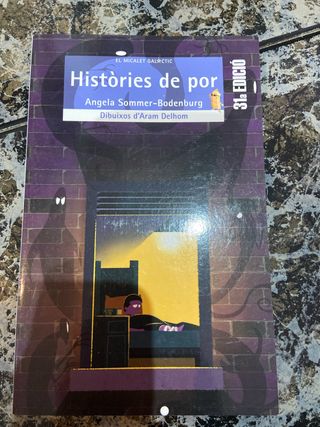 EL MICALET GALÀCTIC
Històries de por
Angela Sommer-Bodenburg
Dibuixos d'Aram Delhom
31a EDICIÓ